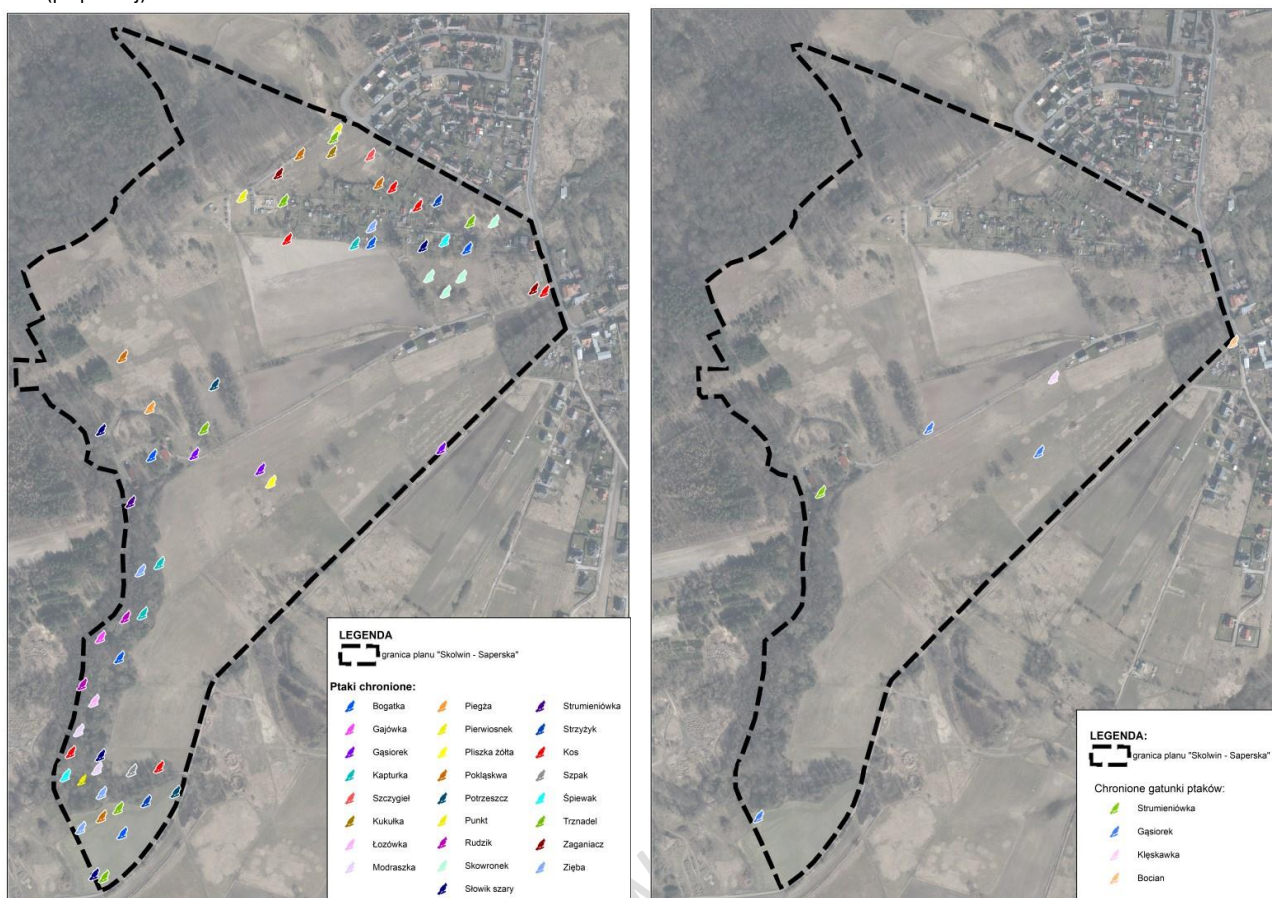 LEGENDA
granica planu "Skolwin - Saperska"
Ptaki chronione:
Bogatka
Gajówka
Gąsiorek
Kapturka
Szczygieł
Kukułka
Łozówka
Modraszka
Piegża
Pierwiosnek
Pliszka żółta
Pokląskwa
Potrzeszcz
Punkt
Rudzik
Skowronek
Słowik szary
Strumieniówka
Strzyżyk
Kos
Szpak
Śpiewak
Trznadel
Zaganiacz
Zięba
LEGENDA:
granica planu "Skolwin - Saperska"
Chronione gatunki ptaków:
Strumieniówka
Gąsiorek
Klęskawka
Bocian